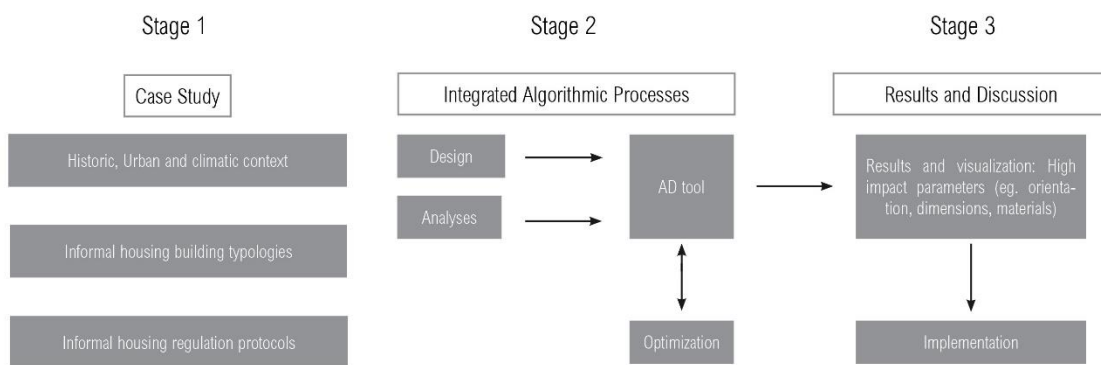 Stage 1
Case Study
Historic, Urban and climatic context
Informal housing building typologies
Informal housing regulation protocols
Stage 2
Integrated Algorithmic Processes
Design
Analyses
AD tool
Optimization
Stage 3
Results and Discussion
Results and visualization: High
impact parameters (eg. orienta-
tion, dimensions, materials)
Implementation